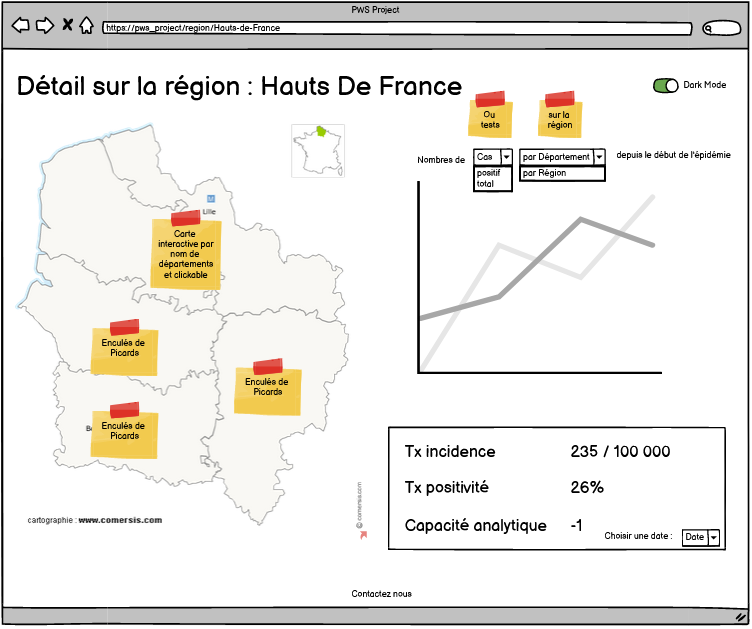 PWS Project
https://pws_project/region/Hauts-de-France
Détail sur la région : Hauts De France
Dark Mode
Ou
tests
sur la
région
Nombres de
Cas
par Département
depuis le début de l'épidémie
positif
total
par Région
Lille
Carte
interactive par
nom de
départements
et clickable
Enculés de
Picards
Enculés de
Picards
Enculés de
Picards
cartographie : www.comersis.com
© comersis.com
Tx incidence
235 / 100 000
Tx positivité
26%
Capacité analytique
-1
Choisir une date :
Date
Contactez nous